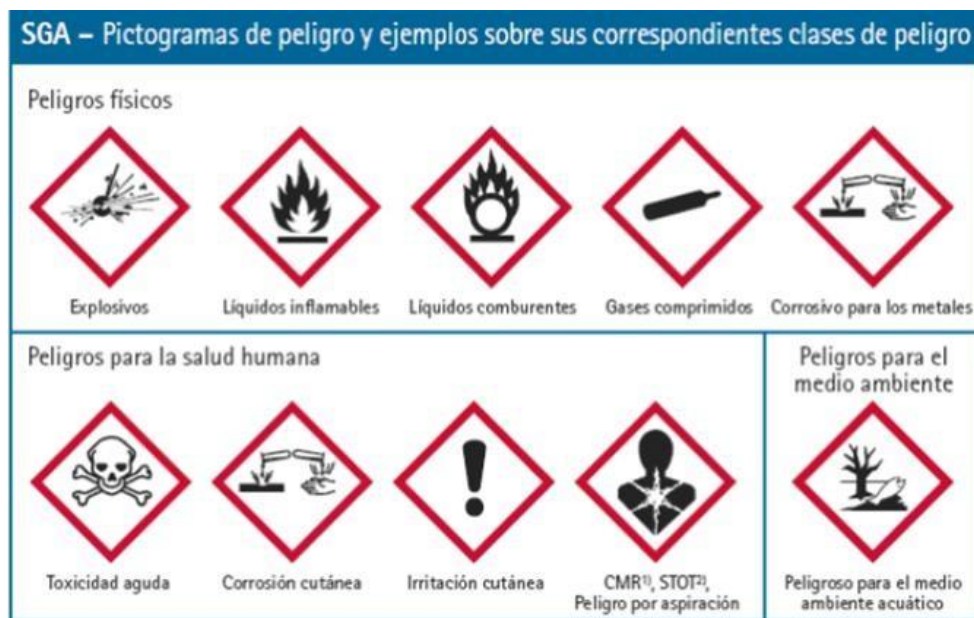 SGA – Pictogramas de peligro y ejemplos sobre sus correspondientes clases de peligro
Peligros físicos
Explosivos
Líquidos inflamables
Líquidos comburentes
Gases comprimidos
Corrosivo para los metales
Peligros para la salud humana
Toxicidad aguda
Corrosión cutánea
Irritación cutánea
CMR¹⁾, STOT²⁾,
Peligro por aspiración
Peligros para el
medio ambiente
Peligroso para el medio
ambiente acuático